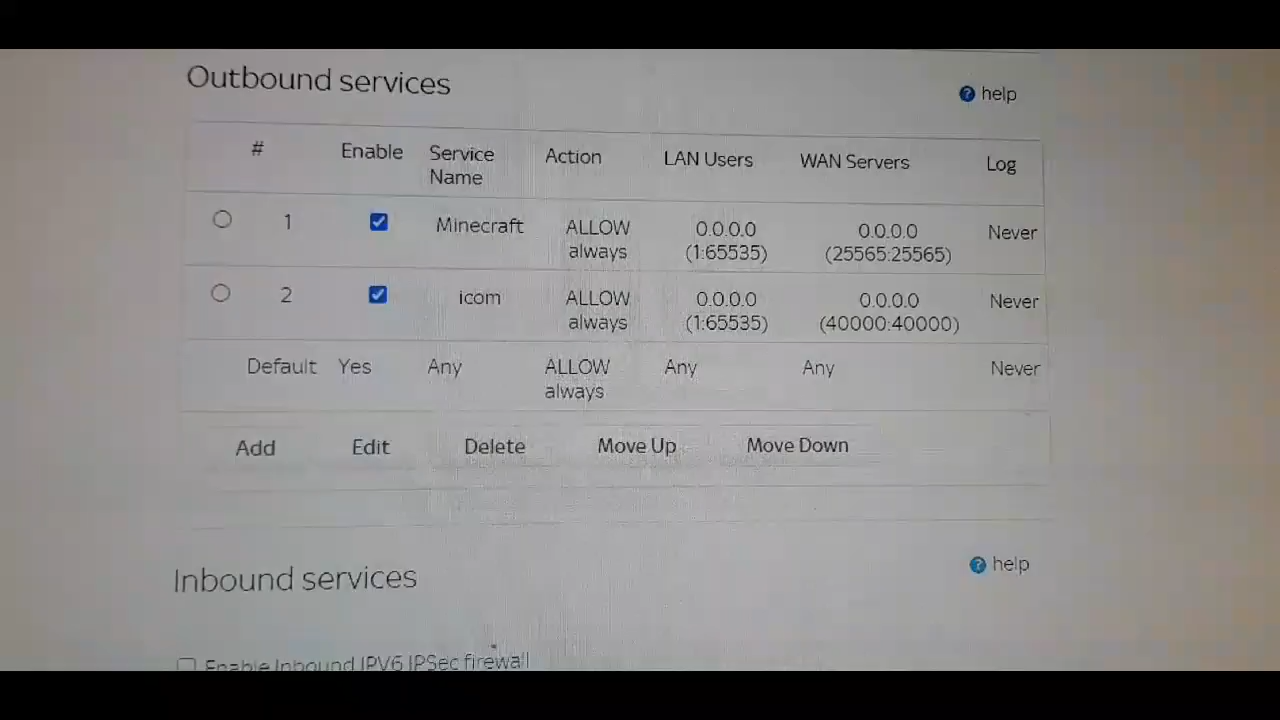 Outbound services
help
# Enable Service Name Action LAN Users WAN Servers Log
1 Minecraft ALLOW always 0.0.0.0 (1:65535) 0.0.0.0 (25565:25565) Never
2 icom ALLOW always 0.0.0.0 (1:65535) 0.0.0.0 (40000:40000) Never
Default Yes Any ALLOW always Any Any Never
Add Edit Delete Move Up Move Down
Inbound services
help
Enable Inbound IPV6 IPSec firewall